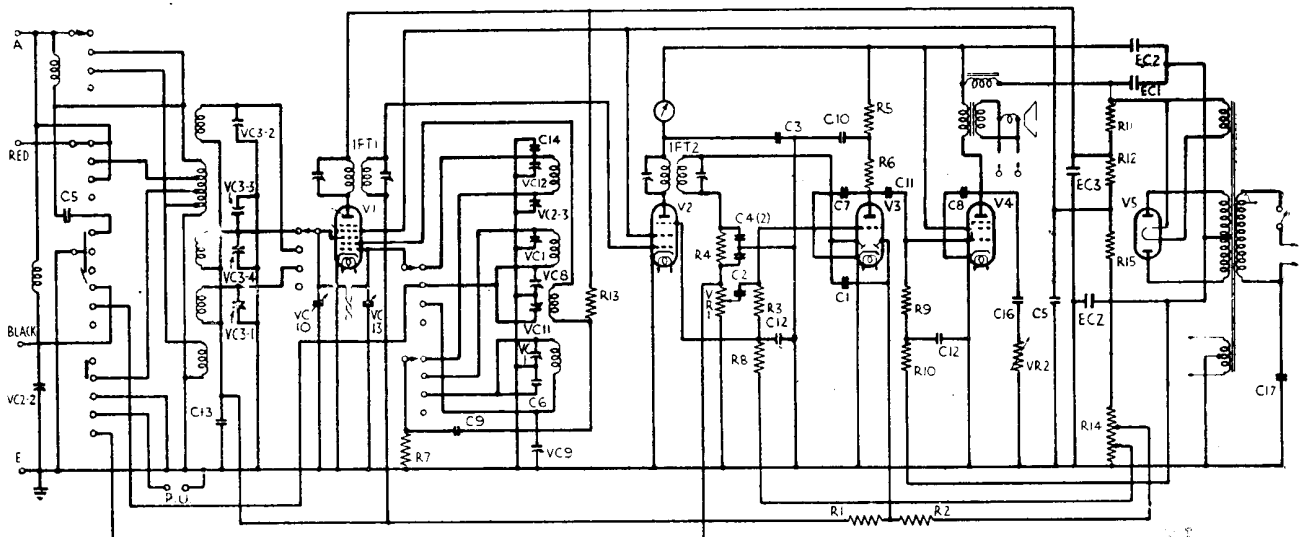 A
RED
C5
BLACK
VC2-2
E
P.U.
C13
VC3-2
VC3-3
VC3-4
VC3-1
IFT1
V1
VC
10
VC
13
R7
C9
C14
VC12
VC2-3
VC1
VC8
VC11
VC
C6
VC9
R13
IFT2
V2
C3
C10
R5
R6
C4(2)
R4
C2
VR1
R3
C12
R8
C7
V3
C11
C1
R9
R10
C12
C8
V4
C16
VR2
C5
EC2
EC1
EC3
EC2
R11
R12
R15
R14
V5
C17
R1
R2